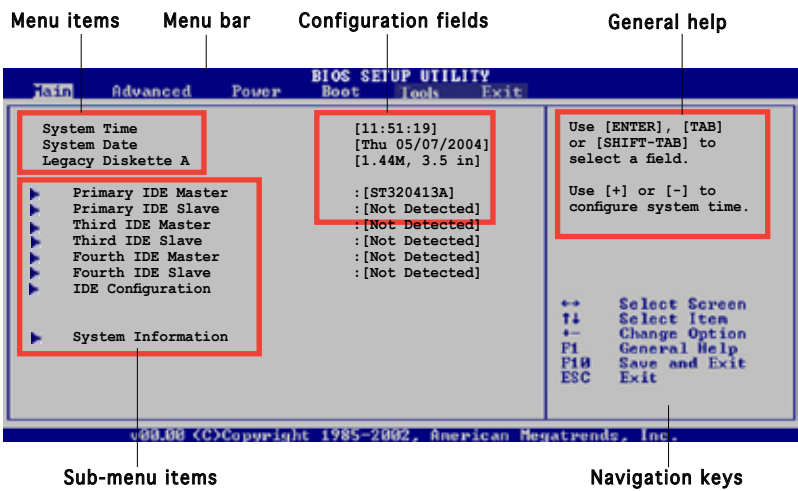 Menu items Menu bar Configuration fields General help
BIOS SETUP UTILITY
Main Advanced Power Boot Tools Exit
System Time [11:51:19]
System Date [Thu 05/07/2004]
Legacy Diskette A [1.44M, 3.5 in]
Primary IDE Master :[ST320413A]
Primary IDE Slave :[Not Detected]
Third IDE Master :[Not Detected]
Third IDE Slave :[Not Detected]
Fourth IDE Master :[Not Detected]
Fourth IDE Slave :[Not Detected]
IDE Configuration
System Information
Use [ENTER], [TAB]
or [SHIFT-TAB] to
select a field.
Use [+] or [-] to
configure system time.
↔ Select Screen
↑↓ Select Item
+- Change Option
F1 General Help
F10 Save and Exit
ESC Exit
v00.00 (C)Copyright 1985-2002, American Megatrends, Inc.
Sub-menu items Navigation keys